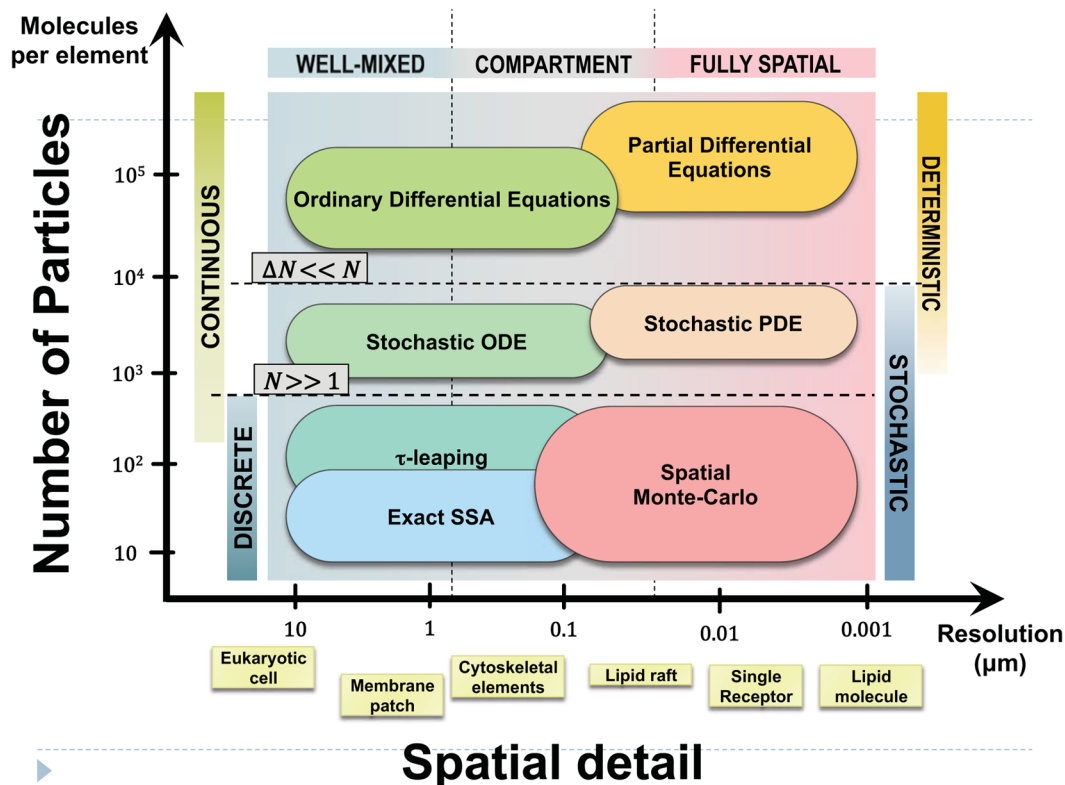 Molecules
per element
WELL-MIXED
COMPARTMENT
FULLY SPATIAL
Number of Particles
10⁵
10⁴
10³
10²
10
CONTINUOUS
DISCRETE
DETERMINISTIC
STOCHASTIC
Partial Differential
Equations
Ordinary Differential Equations
ΔN << N
Stochastic ODE
Stochastic PDE
N >> 1
τ-leaping
Exact SSA
Spatial
Monte-Carlo
10
1
0.1
0.01
0.001
Resolution
(μm)
Eukaryotic
cell
Membrane
patch
Cytoskeletal
elements
Lipid raft
Single
Receptor
Lipid
molecule
Spatial detail